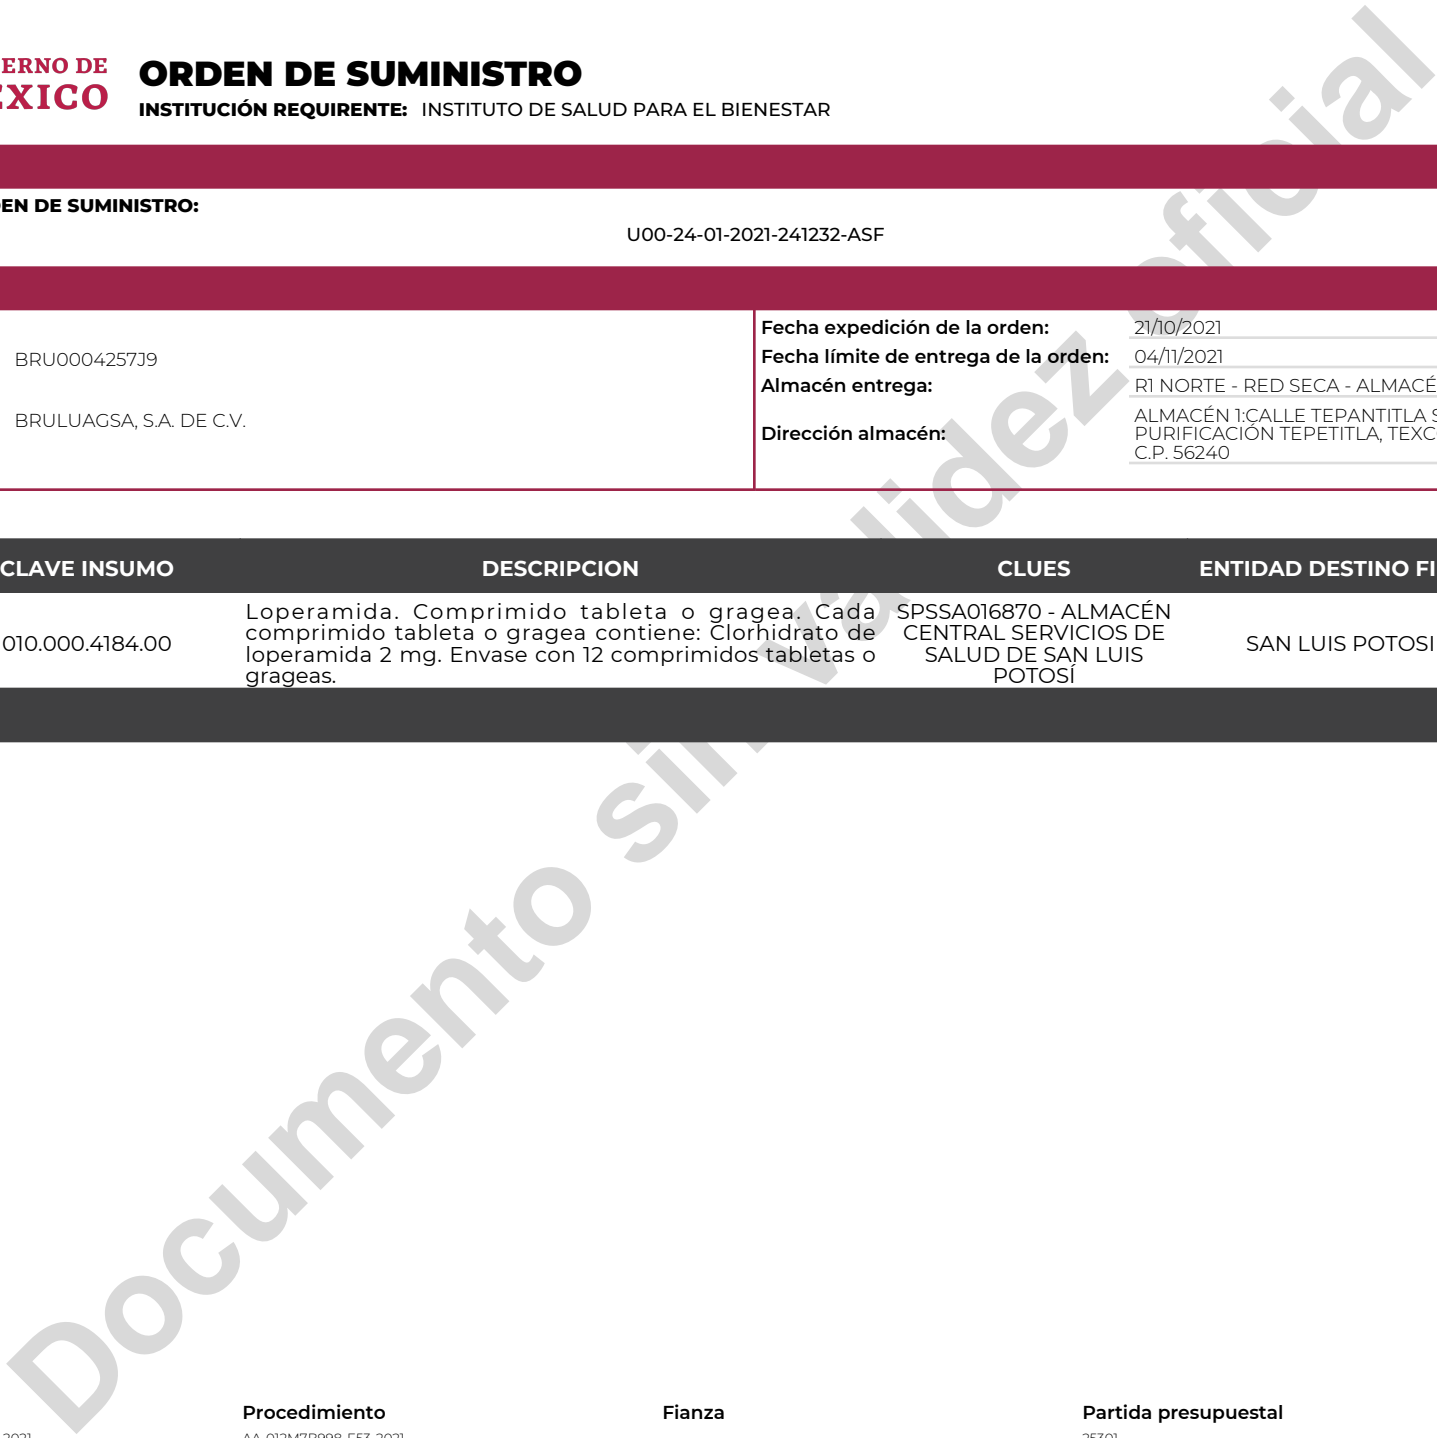 ERNO DE
ORDEN DE SUMINISTRO
INSTITUCIÓN REQUIRENTE: INSTITUTO DE SALUD PARA EL BIENESTAR
DE SUMINISTRO:
U00-24-01-2021-241232-ASF
BRU0004257J9
BRULUAGSA, S.A. DE C.V.
Fecha expedición de la orden: 21/10/2021
Fecha límite de entrega de la orden: 04/11/2021
Almacén entrega: R1 NORTE - RED SECA -
Dirección almacén: ALMACÉN 1:CALLE TEPANTITLA
PURIFICACIÓN TEPETITLA,
C.P. 56240
CLAVE INSUMO DESCRIPCION CLUES ENTIDAD DESTINO
010.000.4184.00
Loperamida. Comprimido tableta o gragea. Cada
comprimido tableta o gragea contiene: Clorhidrato de
loperamida 2 mg. Envase con 12 comprimidos tabletas o
grageas.
SPSSA016870 - ALMACÉN
CENTRAL SERVICIOS DE
SALUD DE SAN LUIS
POTOSÍ
SAN LUIS POTOSI
Documento sin validez oficial
Procedimiento Fianza Partida presupuestal